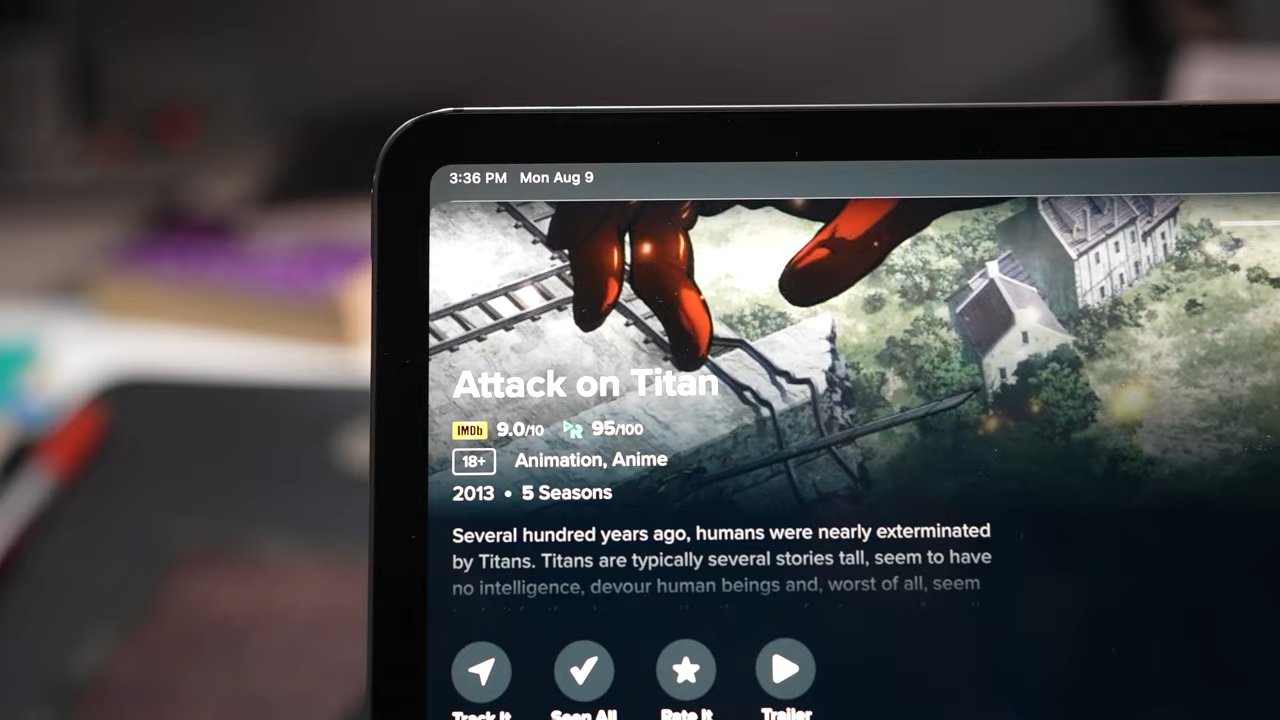 3:36 PM Mon Aug 9
Attack on Titan
IMDb 9.0/10 R 95/100
18+ Animation, Anime
2013 • 5 Seasons
Several hundred years ago, humans were nearly exterminated
by Titans. Titans are typically several stories tall, seem to have
no intelligence, devour human beings and, worst of all, seem
Track It Seen All Rate It Trailer